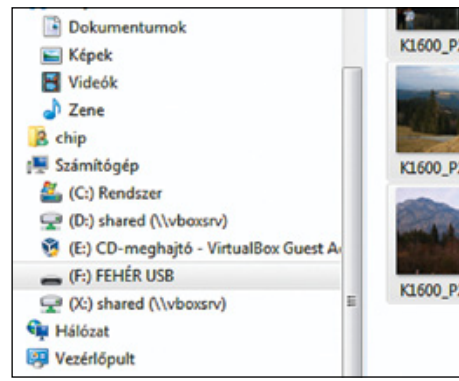 Dokumentumok
Képek
Videók
Zene
chip
Számítógép
(C:) Rendszer
(D:) shared (\\vboxsrv)
(E:) CD-meghajtó - VirtualBox Guest
(F:) FEHÉR USB
(X:) shared (\\vboxsrv)
Hálózat
Vezérlőpult
K1600_P
K1600_P
K1600_P